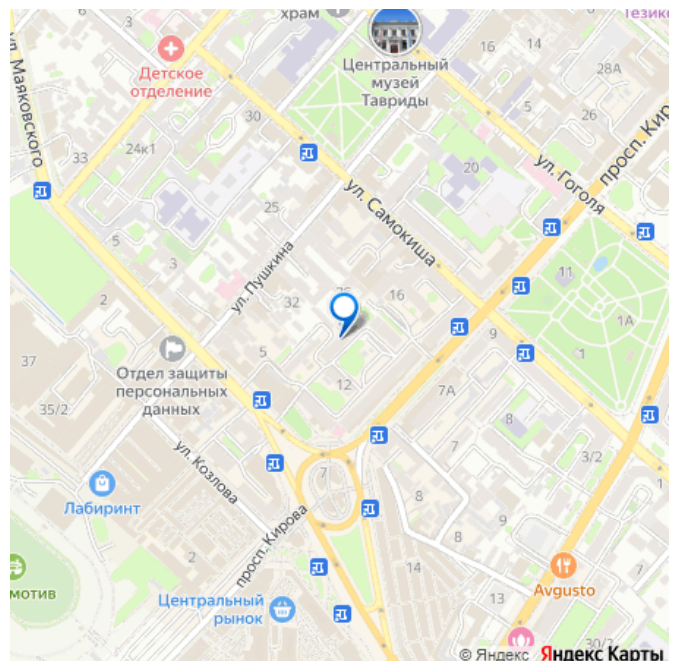 храм
Центральный
музей
Тавриды
16
14
28А
Детское
отделение
ул. Маяковского
33
24к1
20
ул. Гоголя
просп. Кир
ул. Самокиша
25
5
3
ул. Пушкина
2
32
16
11
1А
1
9
37
35/2
Отдел защиты
персональных
данных
5
12
7А
8
7
3/2
1
ул. Козлова
7
8
9
8
Лабиринт
просп. Кирова
2
14
мотив
Центральный
рынок
Avgusto
13
30/2
© Яндекс Яндекс Карты